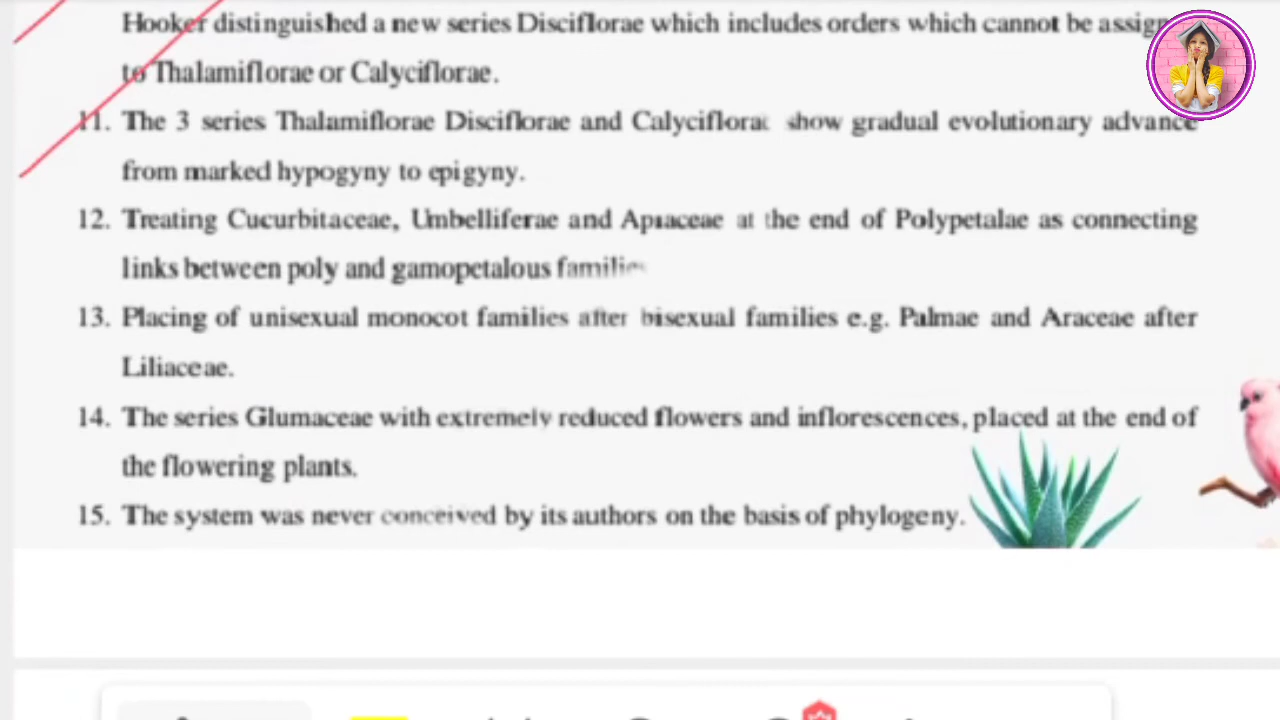 Hooker distinguished a new series Disciflorae which includes orders which cannot be
to Thalamiflorae or Calyciflorae.
11. The 3 series Thalamiflorae Disciflorae and Calyciflorae show gradual evolutionary advance
from marked hypogyny to epigyny.
12. Treating Cucurbitaceae, Umbelliferae and Apiaceae at the end of Polypetalae as connecting
links between poly and gamopetalous families
13. Placing of unisexual monocot families after bisexual families e.g. Palmae and Araceae after
Liliaceae.
14. The series Glumaceae with extremely reduced flowers and inflorescences, placed at the end of
the flowering plants.
15. The system was never conceived by its authors on the basis of phylogeny.